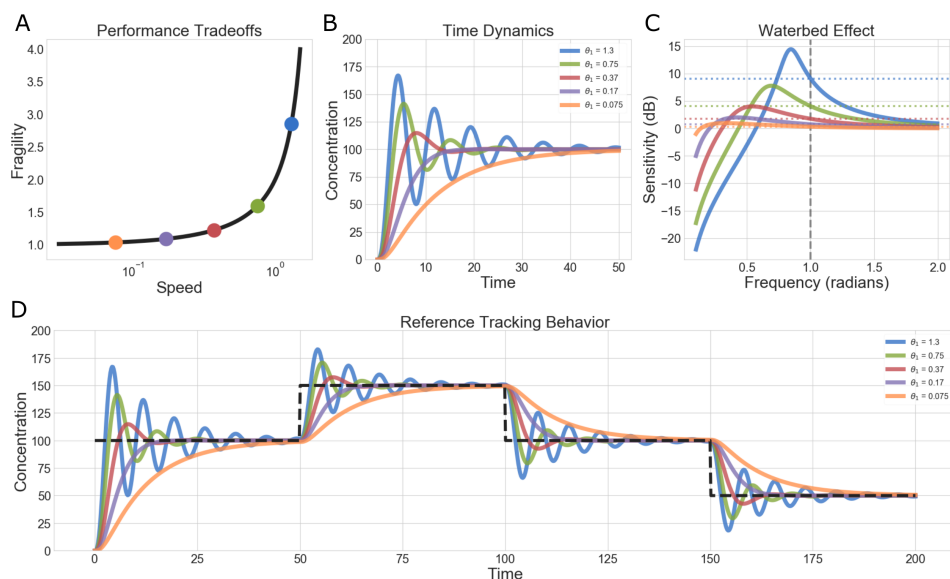 A
Performance Tradeoffs
4.0
3.5
3.0
2.5
2.0
1.5
1.0
Fragility
10⁻¹
10⁰
Speed
B
Time Dynamics
200
175
150
125
100
75
50
25
0
Concentration
θ₁ = 1.3
θ₁ = 0.75
θ₁ = 0.37
θ₁ = 0.17
θ₁ = 0.075
0 10 20 30 40 50
Time
C
Waterbed Effect
15
10
5
0
−5
−10
−15
−20
Sensitivity (dB)
0.5 1.0 1.5 2.0
Frequency (radians)
D
Reference Tracking Behavior
200
175
150
125
100
75
50
25
0
Concentration
θ₁ = 1.3
θ₁ = 0.75
θ₁ = 0.37
θ₁ = 0.17
θ₁ = 0.075
0 25 50 75 100 125 150 175 200
Time